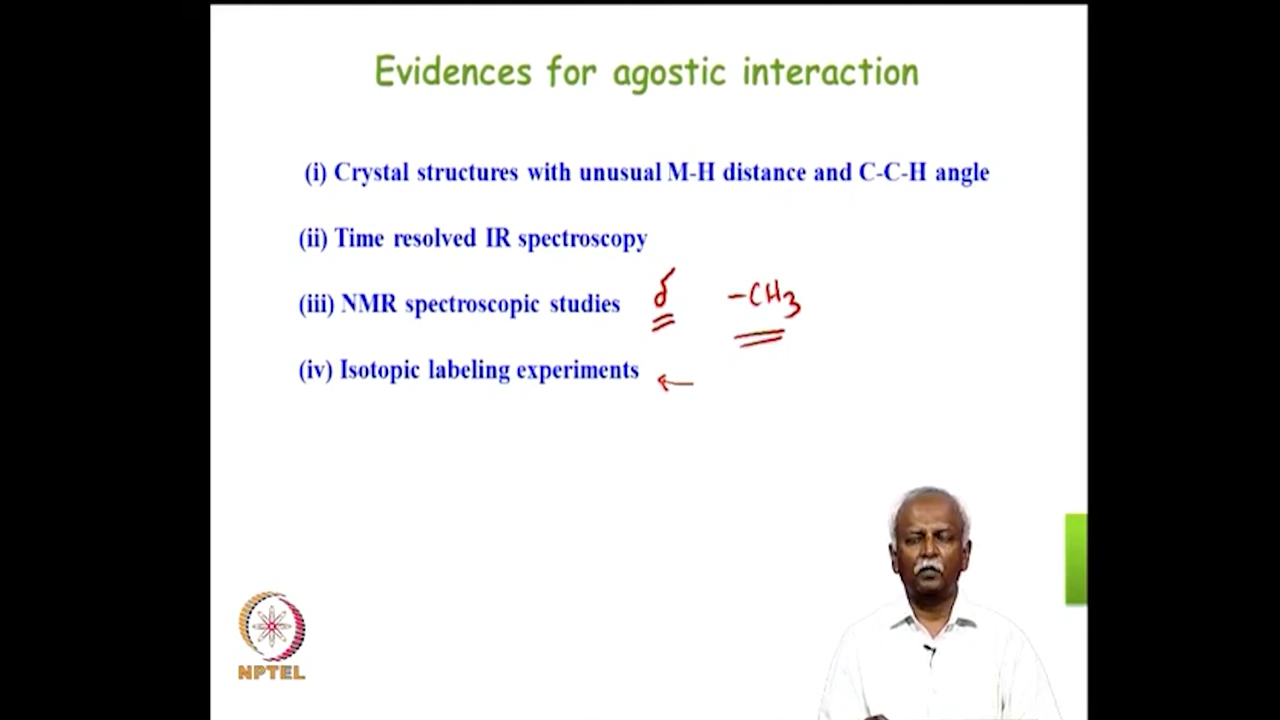 Evidences for agostic interaction
(i) Crystal structures with unusual M-H distance and C-C-H angle
(ii) Time resolved IR spectroscopy
(iii) NMR spectroscopic studies δ -CH3
(iv) Isotopic labeling experiments
NPTEL